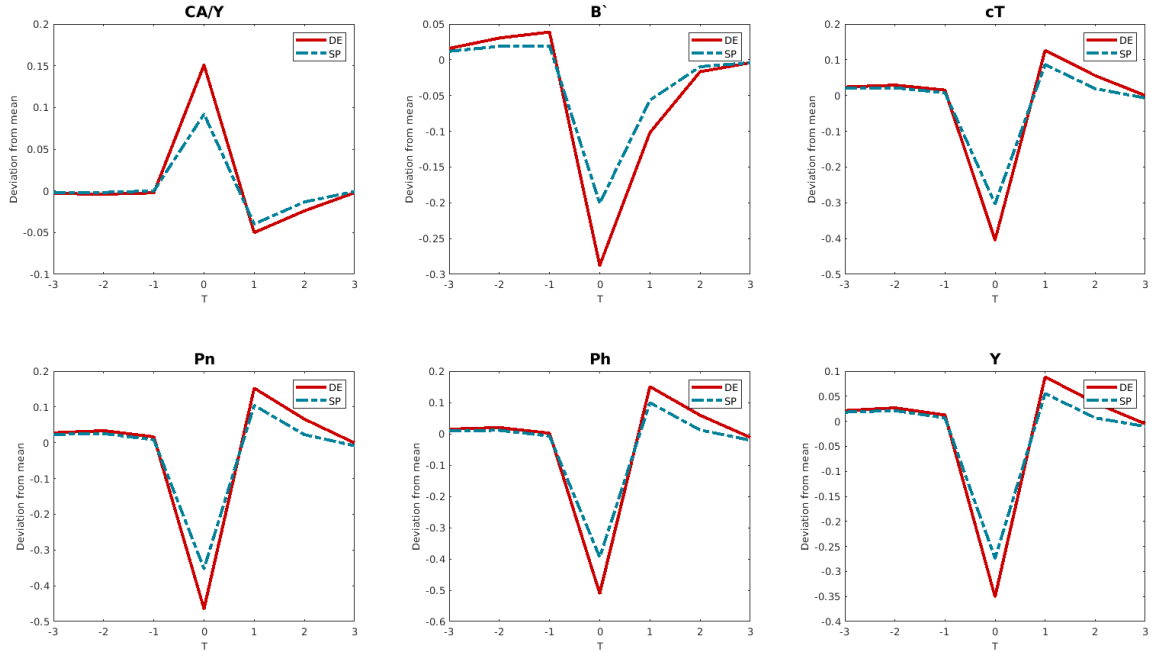 CA/Y
0.2
0.15
0.1
0.05
0
-0.05
-0.1
Deviation from mean
-3 -2 -1 0 1 2 3
T
DE
SP
B`
0.05
0
-0.05
-0.1
-0.15
-0.2
-0.25
-0.3
Deviation from mean
-3 -2 -1 0 1 2 3
T
DE
SP
cT
0.2
0.1
0
-0.1
-0.2
-0.3
-0.4
-0.5
Deviation from mean
-3 -2 -1 0 1 2 3
T
DE
SP
Pn
0.2
0.1
0
-0.1
-0.2
-0.3
-0.4
-0.5
Deviation from mean
-3 -2 -1 0 1 2 3
T
DE
SP
Ph
0.2
0.1
0
-0.1
-0.2
-0.3
-0.4
-0.5
-0.6
Deviation from mean
-3 -2 -1 0 1 2 3
T
DE
SP
Y
0.1
0.05
0
-0.05
-0.1
-0.15
-0.2
-0.25
-0.3
-0.35
-0.4
Deviation from mean
-3 -2 -1 0 1 2 3
T
DE
SP